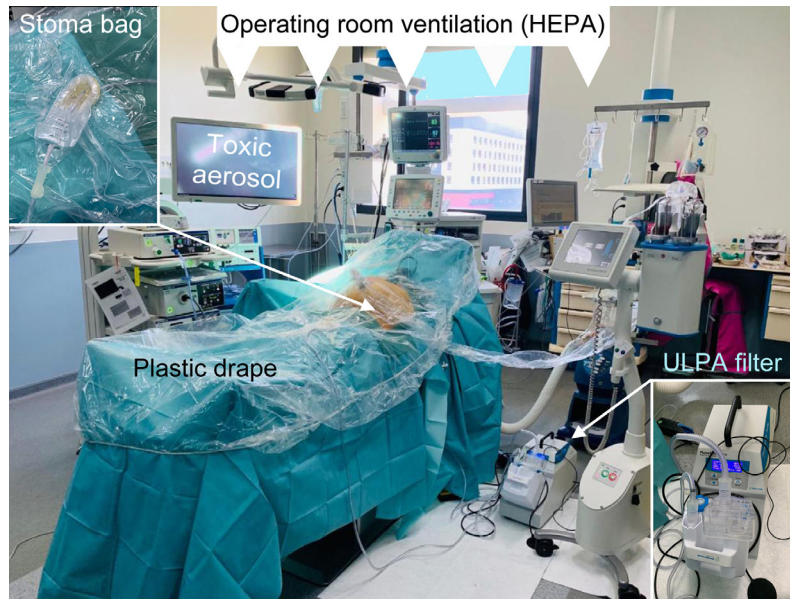 Stoma bag
Operating room ventilation (HEPA)
Toxic
aerosol
Plastic drape
ULPA filter